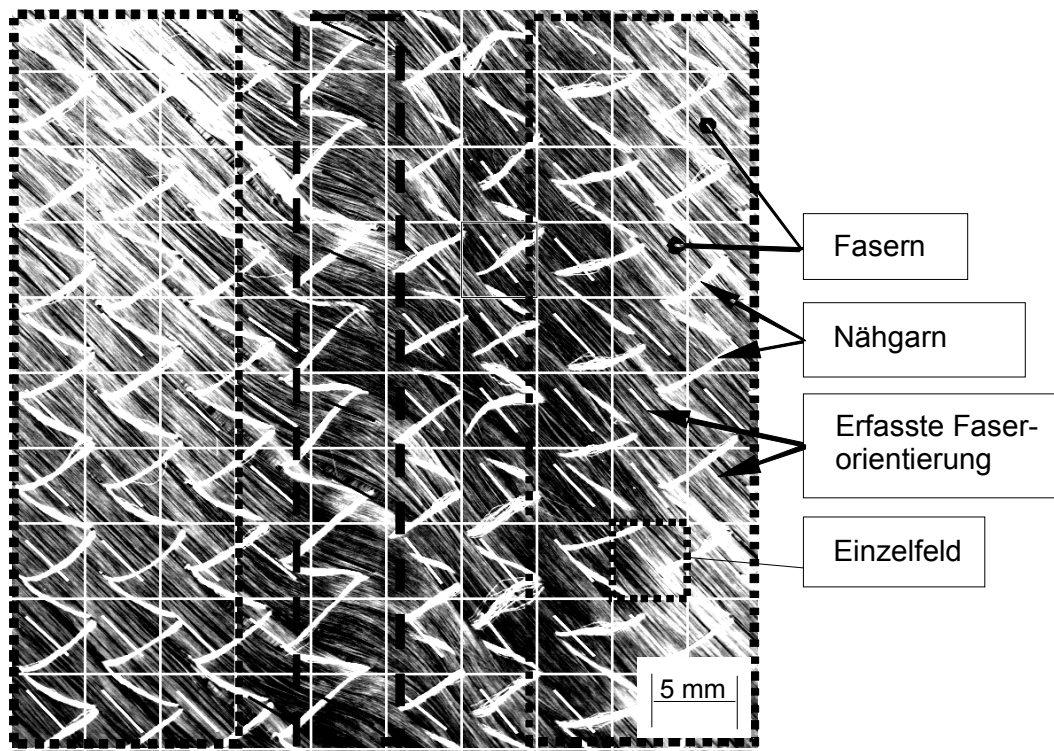 Fasern
Nähgarn
Erfasste Faser-
orientierung
Einzelfeld
5 mm